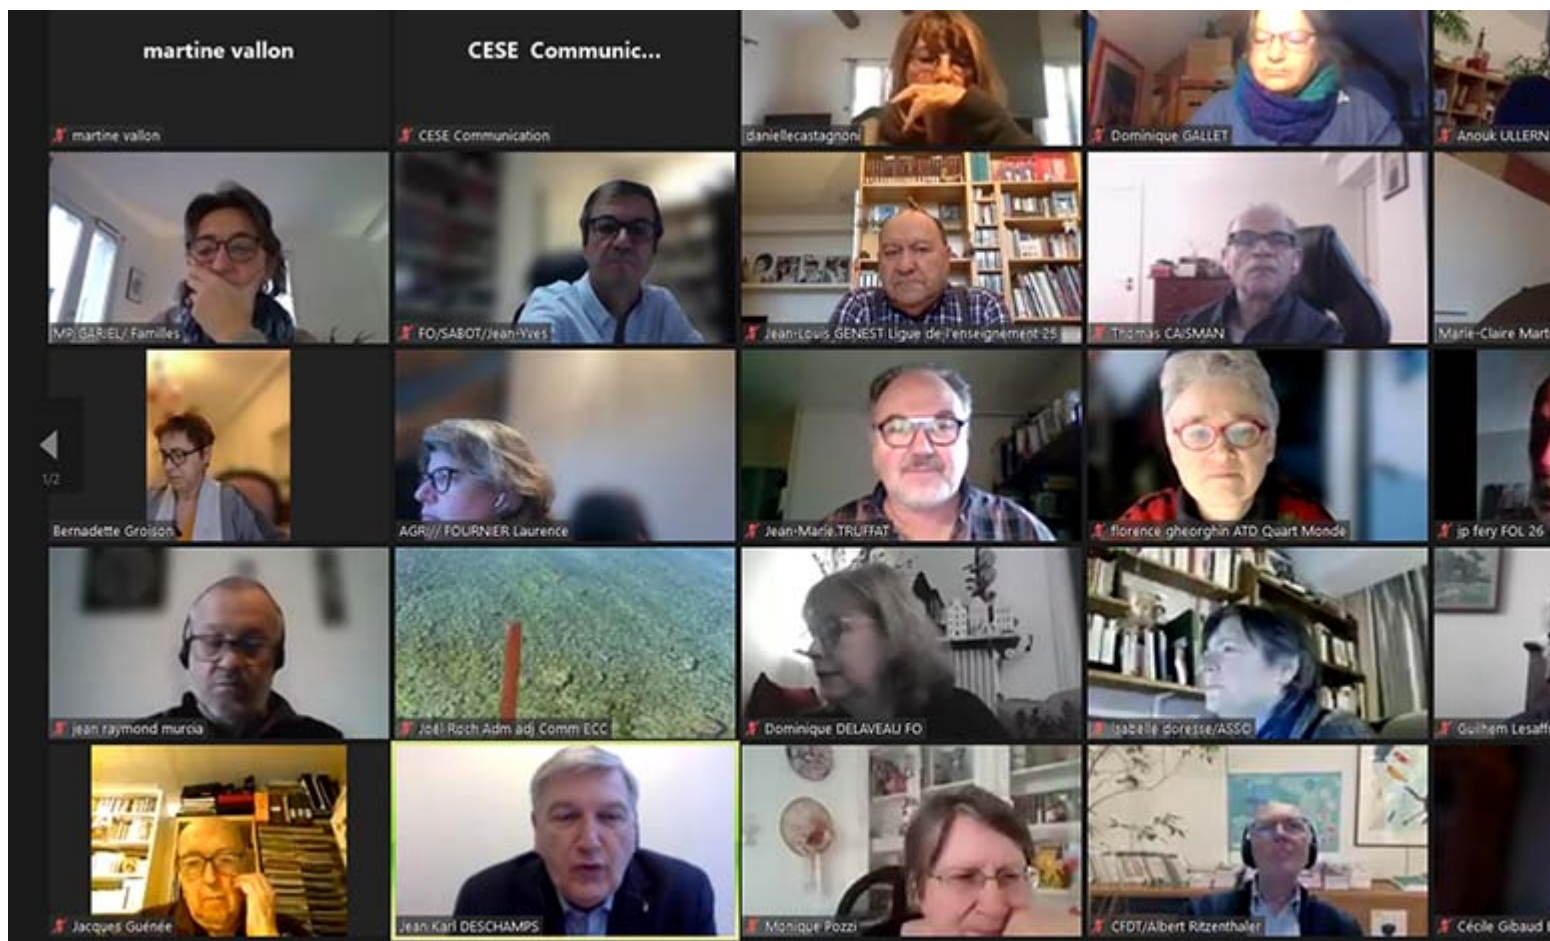 martine vallon
CESE Communic...
martine vallon
CESE Communication
daniellecastagnoni
Dominique GALLET
Anouk ULLERN
MP GARIEL/ Familles
FO/SABOT/Jean-Yves
Jean-Louis GENEST Ligue de l'enseignement 25
Thomas CAISMAN
Marie-Claire Mart
1/2
Bernadette Groison
AGRI/// FOURNIER Laurence
Jean-Marie TRUFFAT
florence gheorghin ATD Quart Monde
jp fery FOL 26
jean raymond murcia
Joël Roch Adm adj Comm ECC
Dominique DELAVEAU FO
isabelle doresse/ASSO
Guilhem Lesaff
Jacques Guénée
Jean Karl DESCHAMPS
Monique Pozzi
CFDT/Albert Ritzenthaler
Cécile Gibaud